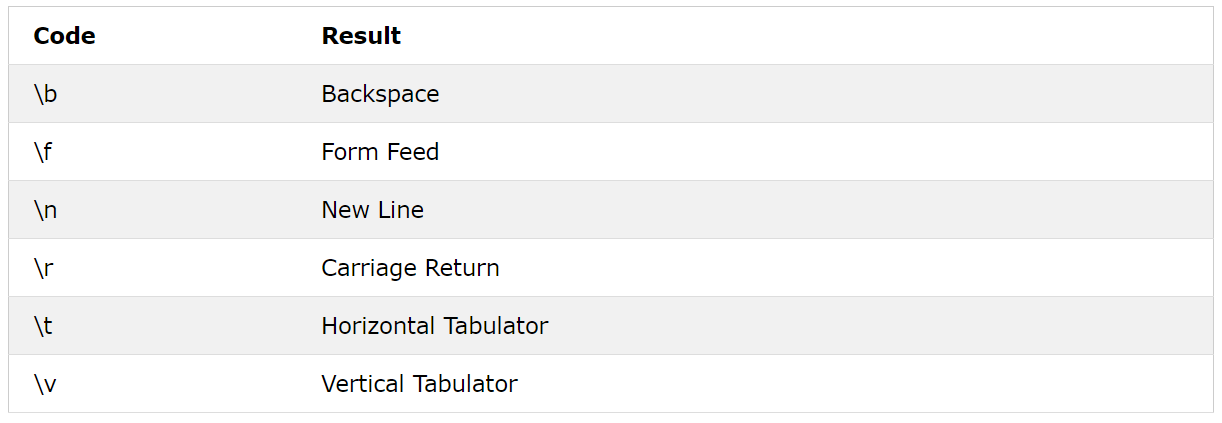 Code Result
\b Backspace
\f Form Feed
\n New Line
\r Carriage Return
\t Horizontal Tabulator
\v Vertical Tabulator